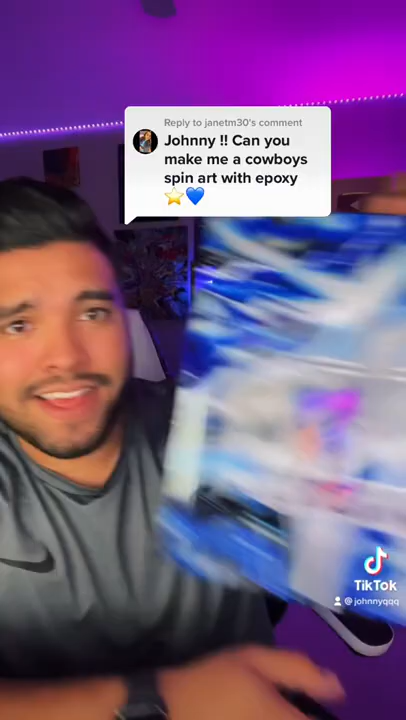 Reply to janetm30's comment
Johnny !! Can you
make me a cowboys
spin art with epoxy
⭐💙
TikTok
@johnnyqqq